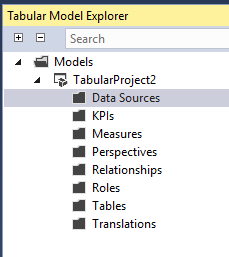 Tabular Model Explorer
Search
Models
TabularProject2
Data Sources
KPIs
Measures
Perspectives
Relationships
Roles
Tables
Translations